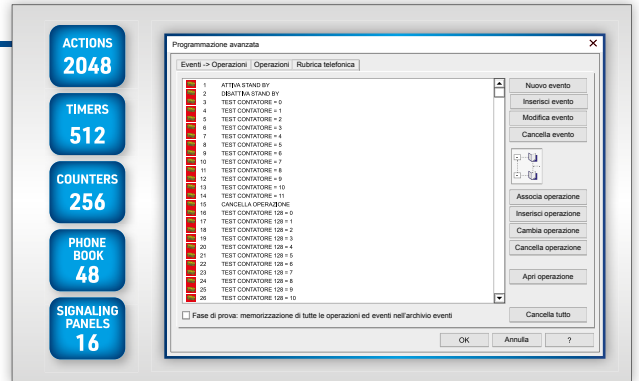 ACTIONS
2048
TIMERS
512
COUNTERS
256
PHONE
BOOK
48
SIGNALING
PANELS
16
Programmazione avanzata
Eventi -> Operazioni
Operazioni
Rubrica telefonica
1 ATTIVA STAND BY
2 DISATTIVA STAND BY
3 TEST CONTATORE = 0
4 TEST CONTATORE = 1
5 TEST CONTATORE = 2
6 TEST CONTATORE = 3
7 TEST CONTATORE = 4
8 TEST CONTATORE = 5
9 TEST CONTATORE = 6
10 TEST CONTATORE = 7
11 TEST CONTATORE = 8
12 TEST CONTATORE = 9
13 TEST CONTATORE = 10
14 TEST CONTATORE = 11
15 CANCELLA OPERAZIONE
16 TEST CONTATORE 128 = 0
17 TEST CONTATORE 128 = 1
18 TEST CONTATORE 128 = 2
19 TEST CONTATORE 128 = 3
20 TEST CONTATORE 128 = 4
21 TEST CONTATORE 128 = 5
22 TEST CONTATORE 128 = 6
23 TEST CONTATORE 128 = 7
24 TEST CONTATORE 128 = 8
25 TEST CONTATORE 128 = 9
26 TEST CONTATORE 128 = 10
Nuovo evento
Inserisci evento
Modifica evento
Cancella evento
Associa operazione
Inserisci operazione
Cambia operazione
Cancella operazione
Apri operazione
Fase di prova: memorizzazione di tutte le operazioni ed eventi nell'archivio eventi
Cancella tutto
OK
Annulla
?